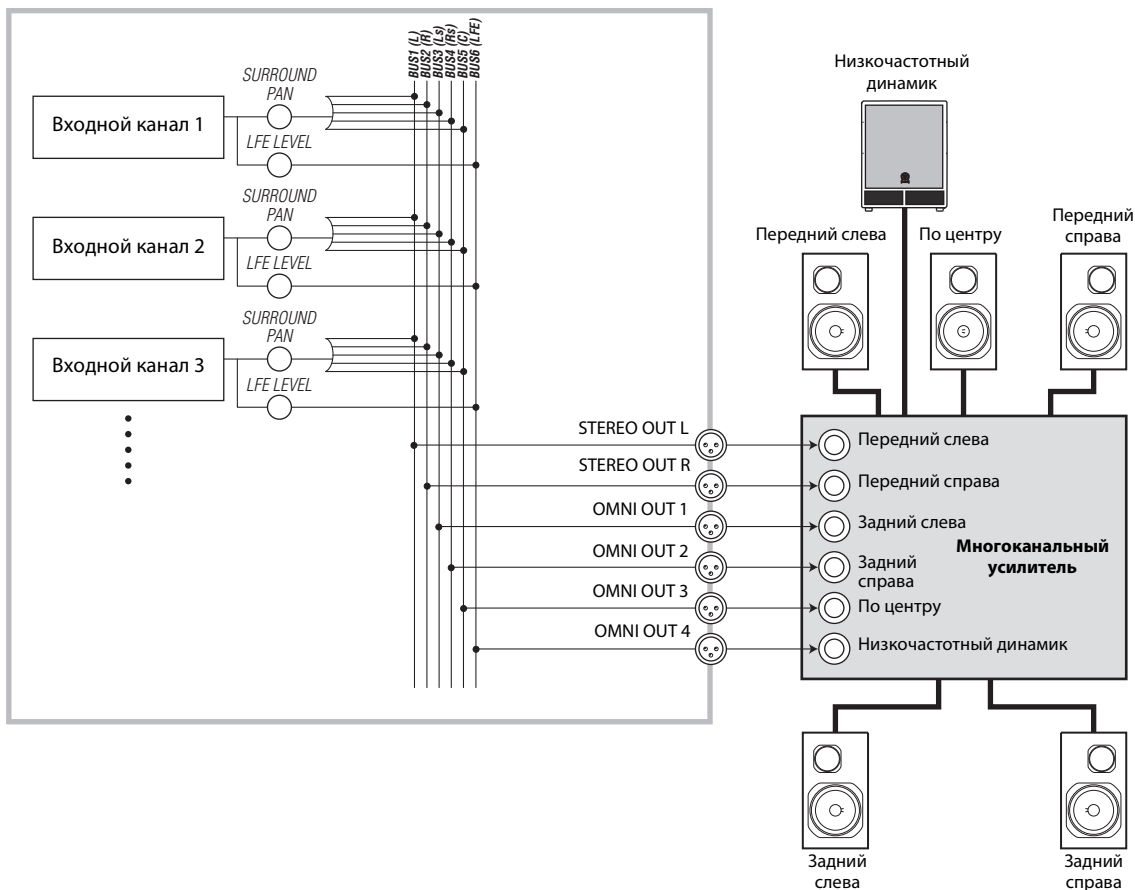 BUS1 (L)
BUS2 (R)
BUS3 (Ls)
BUS4 (Rs)
BUS5 (C)
BUS6 (LFE)
SURROUND
PAN
Входной канал 1
LFE LEVEL
SURROUND
PAN
Входной канал 2
LFE LEVEL
SURROUND
PAN
Входной канал 3
LFE LEVEL
Низкочастотный
динамик
Передний слева
По центру
Передний
справа
STEREO OUT L
STEREO OUT R
OMNI OUT 1
OMNI OUT 2
OMNI OUT 3
OMNI OUT 4
Передний слева
Передний справа
Задний слева
Задний
справа
По центру
Низкочастотный динамик
Многоканальный
усилитель
Задний
слева
Задний
справа